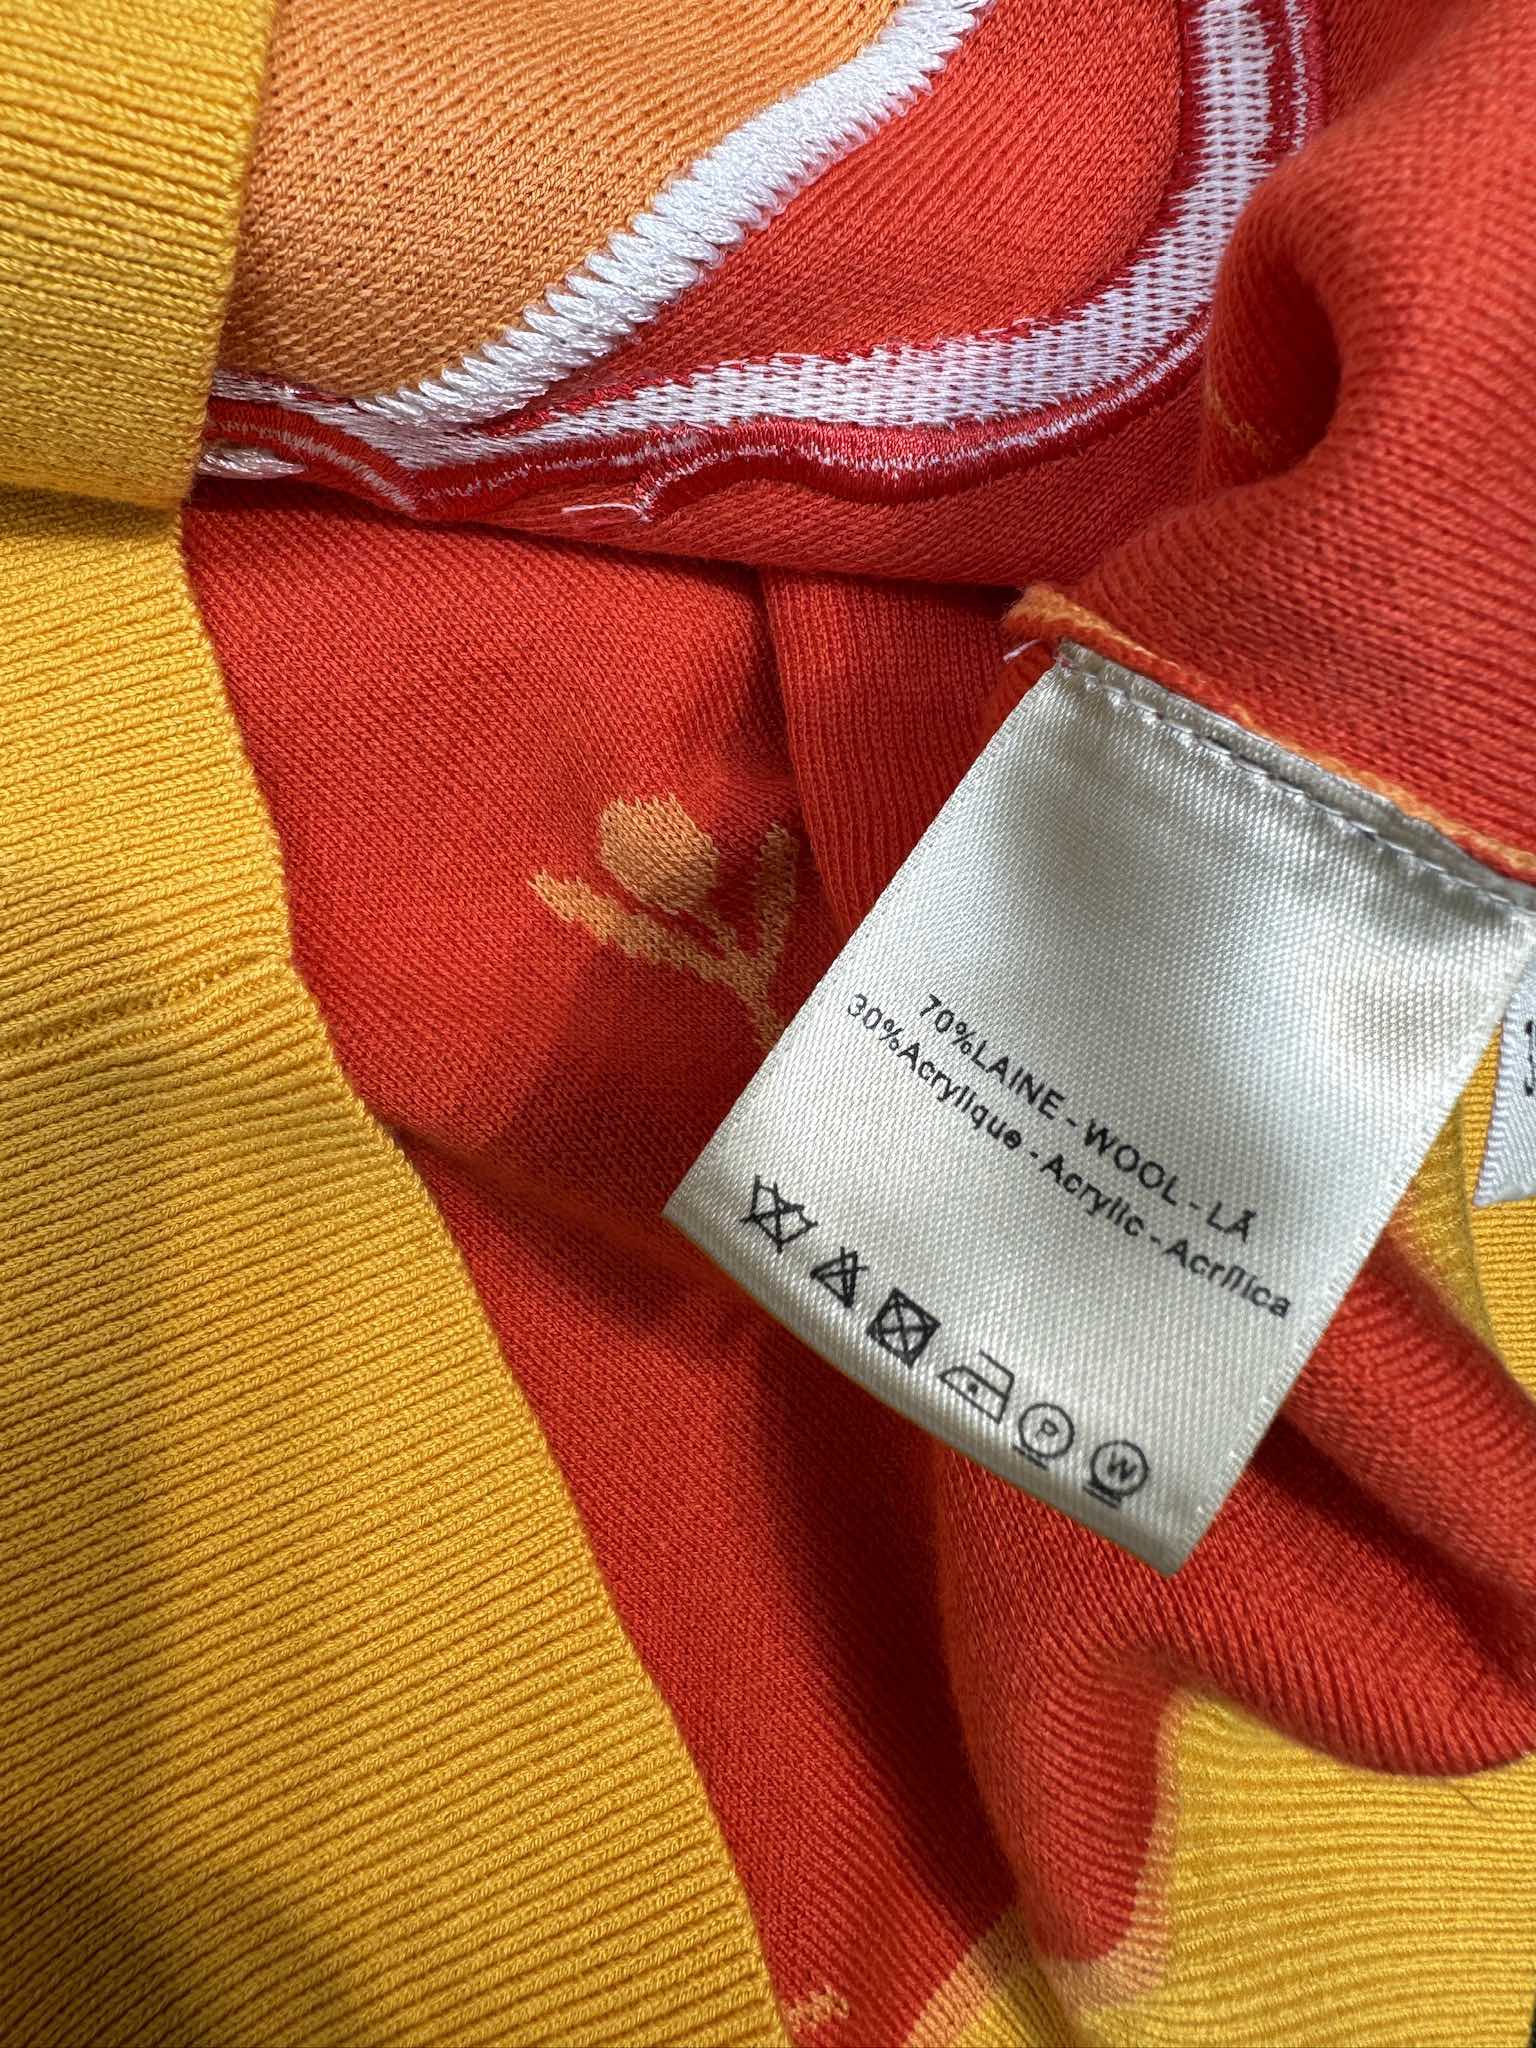 70%LAINE - WOOL - LÃ
30%Acrylique - Acrylic - Acrílica
P W